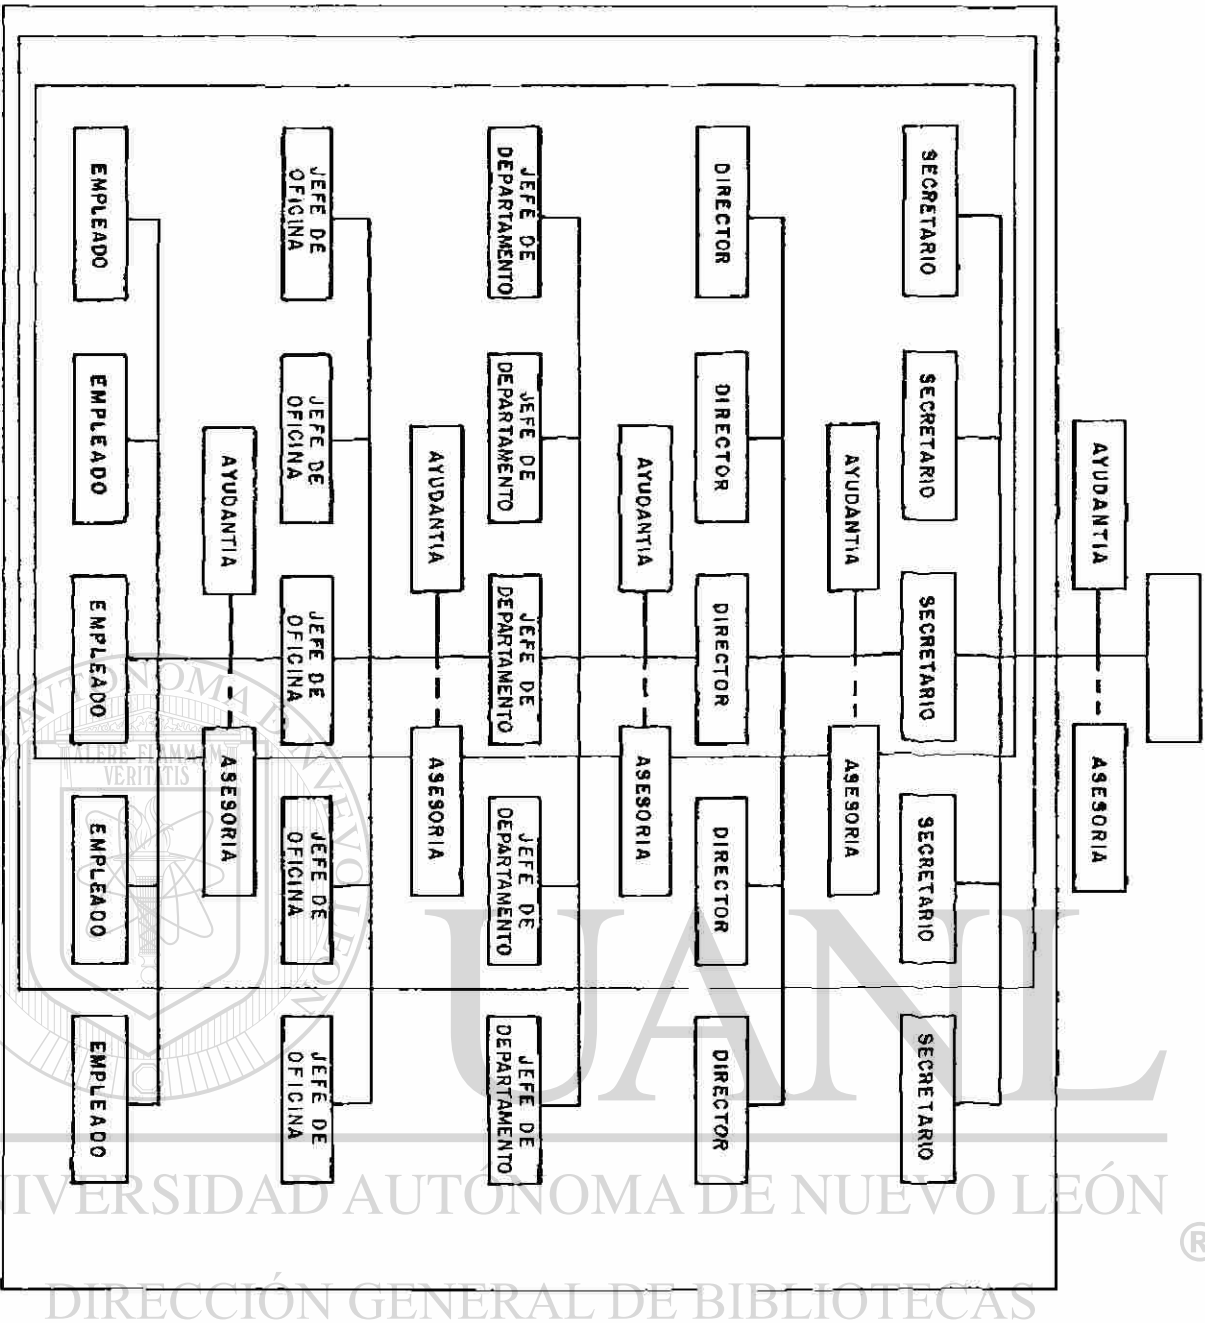 AYUDANTIA
ASESORIA
SECRETARIO
SECRETARIO
SECRETARIO
SECRETARIO
SECRETARIO
AYUDANTIA
ASESORIA
DIRECTOR
DIRECTOR
DIRECTOR
DIRECTOR
DIRECTOR
AYUDANTIA
ASESORIA
JEFE DE
DEPARTAMENTO
JEFE DE
DEPARTAMENTO
JEFE DE
DEPARTAMENTO
JEFE DE
DEPARTAMENTO
JEFE DE
DEPARTAMENTO
AYUDANTIA
ASESORIA
JEFE DE
OFICINA
JEFE DE
OFICINA
JEFE DE
OFICINA
JEFE DE
OFICINA
JEFE DE
OFICINA
AYUDANTIA
ASESORIA
EMPLEADO
EMPLEADO
EMPLEADO
EMPLEADO
EMPLEADO
ALERE FLAMMAM
VERITATIS
UANL
UNIVERSIDAD AUTÓNOMA DE NUEVO LEÓN
®
DIRECCIÓN GENERAL DE BIBLIOTECAS